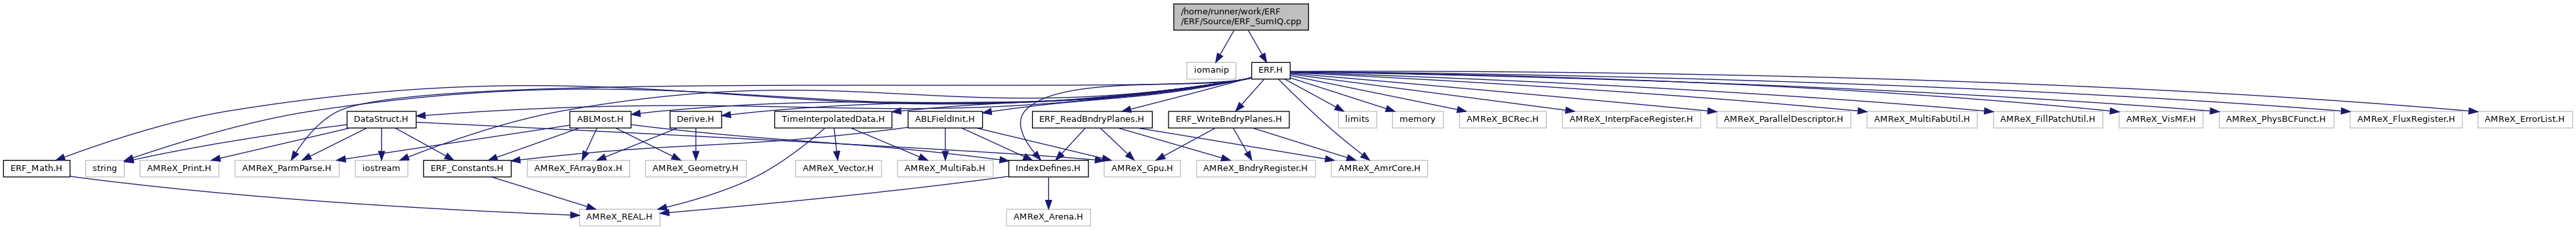 /home/runner/work/ERF
/ERF/Source/ERF_SumIQ.cpp
iomanip
ERF.H
DataStruct.H
ABLMost.H
Derive.H
TimeInterpolatedData.H
ABLFieldInit.H
ERF_ReadBndryPlanes.H
ERF_WriteBndryPlanes.H
limits
memory
AMReX_BCRec.H
AMReX_InterpFaceRegister.H
AMReX_ParallelDescriptor.H
AMReX_MultiFabUtil.H
AMReX_FillPatchUtil.H
AMReX_VisMF.H
AMReX_PhysBCFunct.H
AMReX_FluxRegister.H
AMReX_ErrorList.H
ERF_Math.H
string
AMReX_Print.H
AMReX_ParmParse.H
iostream
ERF_Constants.H
AMReX_FArrayBox.H
AMReX_Geometry.H
AMReX_Vector.H
AMReX_MultiFab.H
IndexDefines.H
AMReX_Gpu.H
AMReX_BndryRegister.H
AMReX_AmrCore.H
AMReX_REAL.H
AMReX_Arena.H